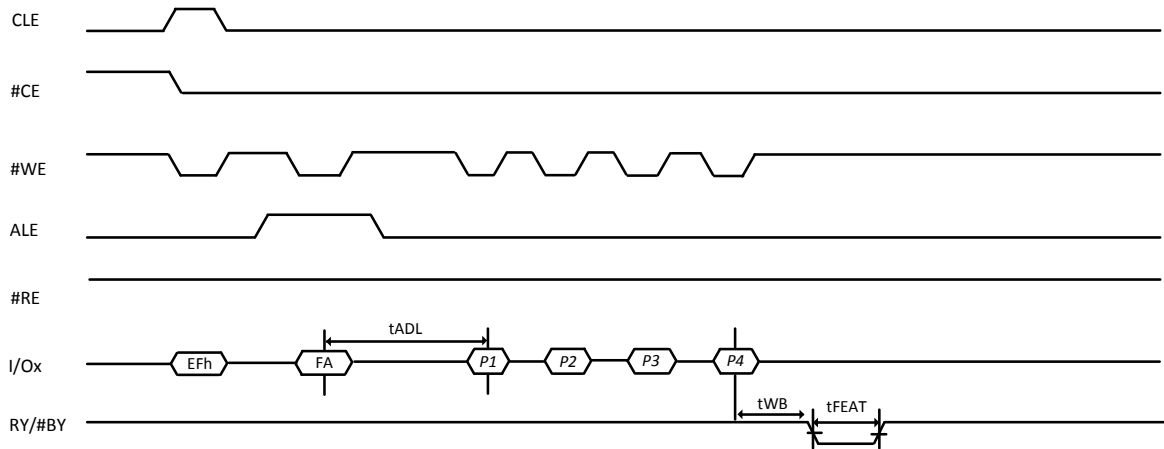 CLE
#CE
#WE
ALE
#RE
tADL
I/Ox EFh FA P1 P2 P3 P4
tWB tFEAT
RY/#BY